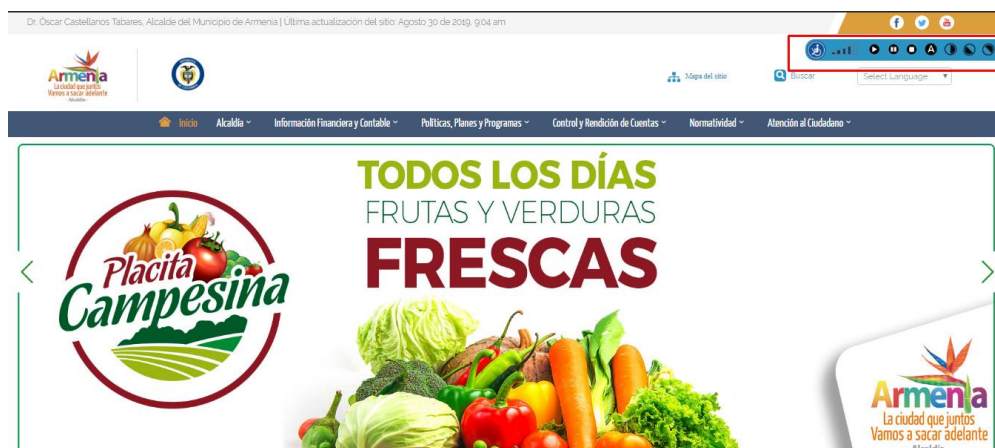 Dr. Óscar Castellanos Tabares, Alcalde del Municipio de Armenia | Última actualización del sitio: Agosto 30 de 2019. 9:04 am
Armenia
La ciudad que juntos
Vamos a sacar adelante
- Alcaldía -
A
Mapa del sitio
Buscar
Select Language
Inicio
Alcaldía
Información Financiera y Contable
Políticas, Planes y Programas
Control y Rendición de Cuentas
Normatividad
Atención al Ciudadano
TODOS LOS DÍAS
FRUTAS Y VERDURAS
FRESCAS
Placita
Campesina
Armenia
La ciudad que juntos
Vamos a sacar adelante
Alcaldía